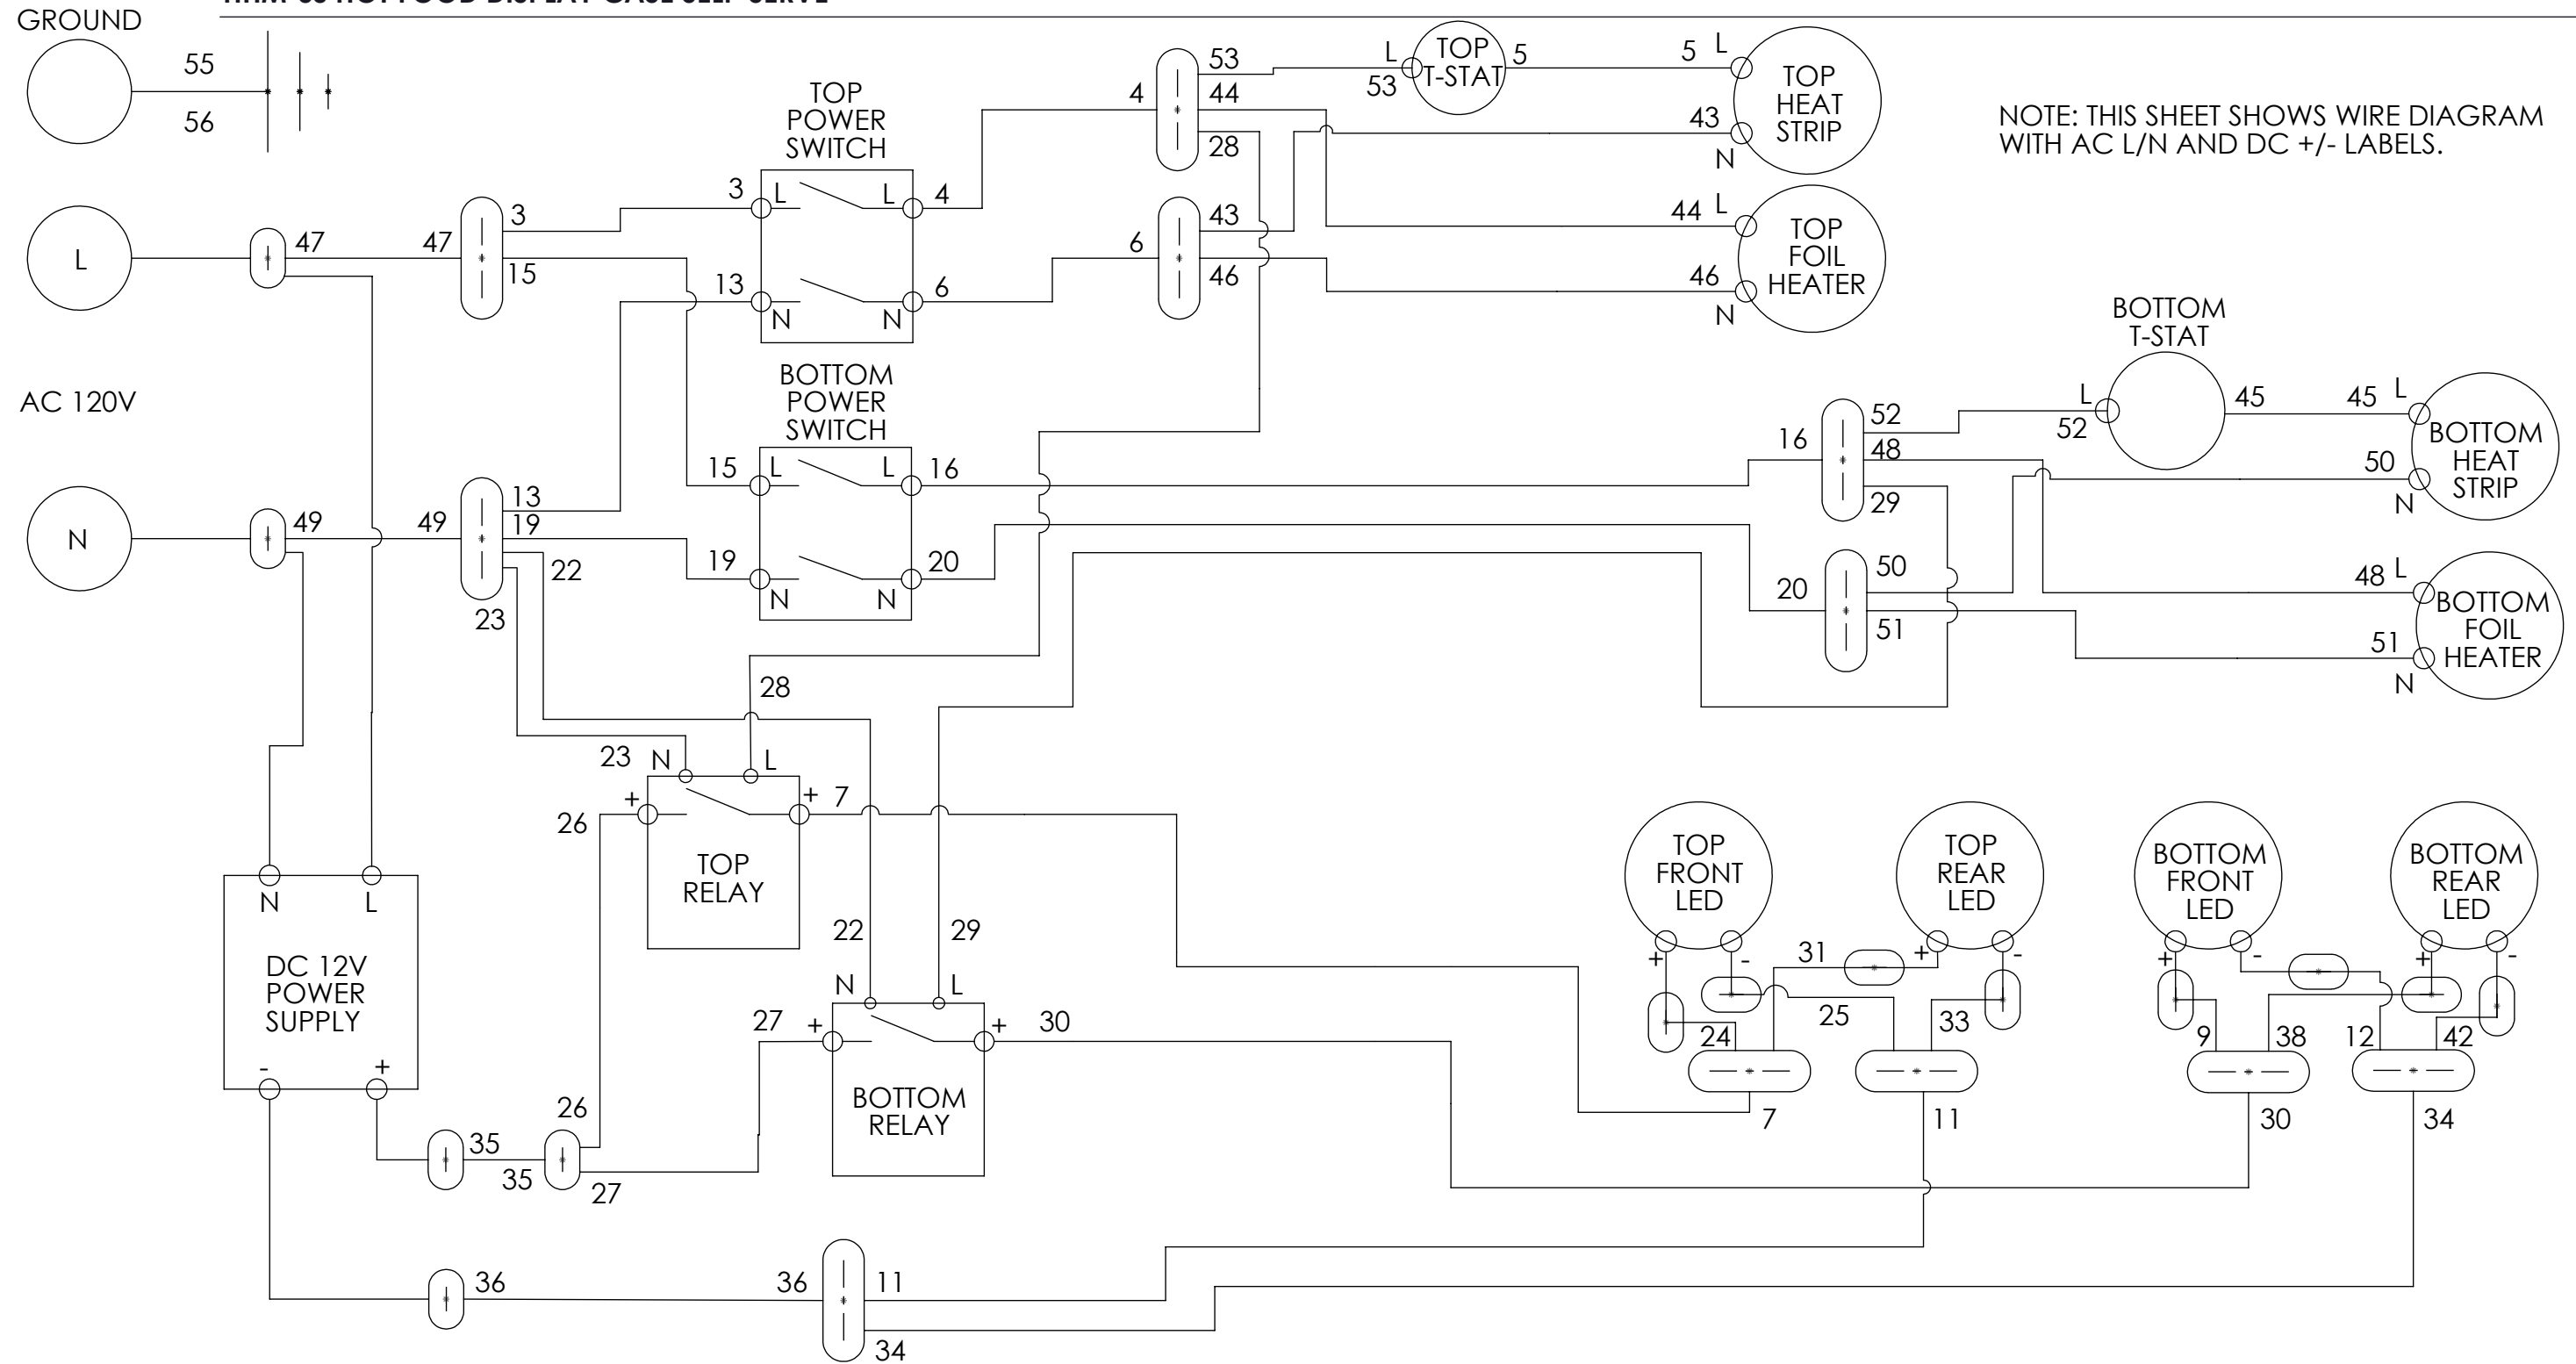 GROUND
55
56
L
AC 120V
N
47
47
3
15
49
49
13
19
22
23
TOP
POWER
SWITCH
3
L
L
4
13
N
N
6
BOTTOM
POWER
SWITCH
15
L
L
16
19
N
N
20
4
53
44
28
6
43
46
L
53
TOP
T-STAT
5
5
L
43
N
TOP
HEAT
STRIP
44
L
46
N
TOP
FOIL
HEATER
NOTE: THIS SHEET SHOWS WIRE DIAGRAM
WITH AC L/N AND DC +/- LABELS.
16
52
48
29
20
50
51
BOTTOM
T-STAT
L
52
45
45
L
50
N
BOTTOM
HEAT
STRIP
48
L
51
N
BOTTOM
FOIL
HEATER
28
23
N
L
+
+
7
26
TOP
RELAY
22
29
N
L
27
+
+
30
BOTTOM
RELAY
N
L
DC 12V
POWER
SUPPLY
-
+
26
35
35
27
36
36
11
34
TOP
FRONT
LED
+
-
TOP
REAR
LED
+
-
31
24
25
33
7
11
BOTTOM
FRONT
LED
+
-
BOTTOM
REAR
LED
+
-
9
38
12
42
30
34